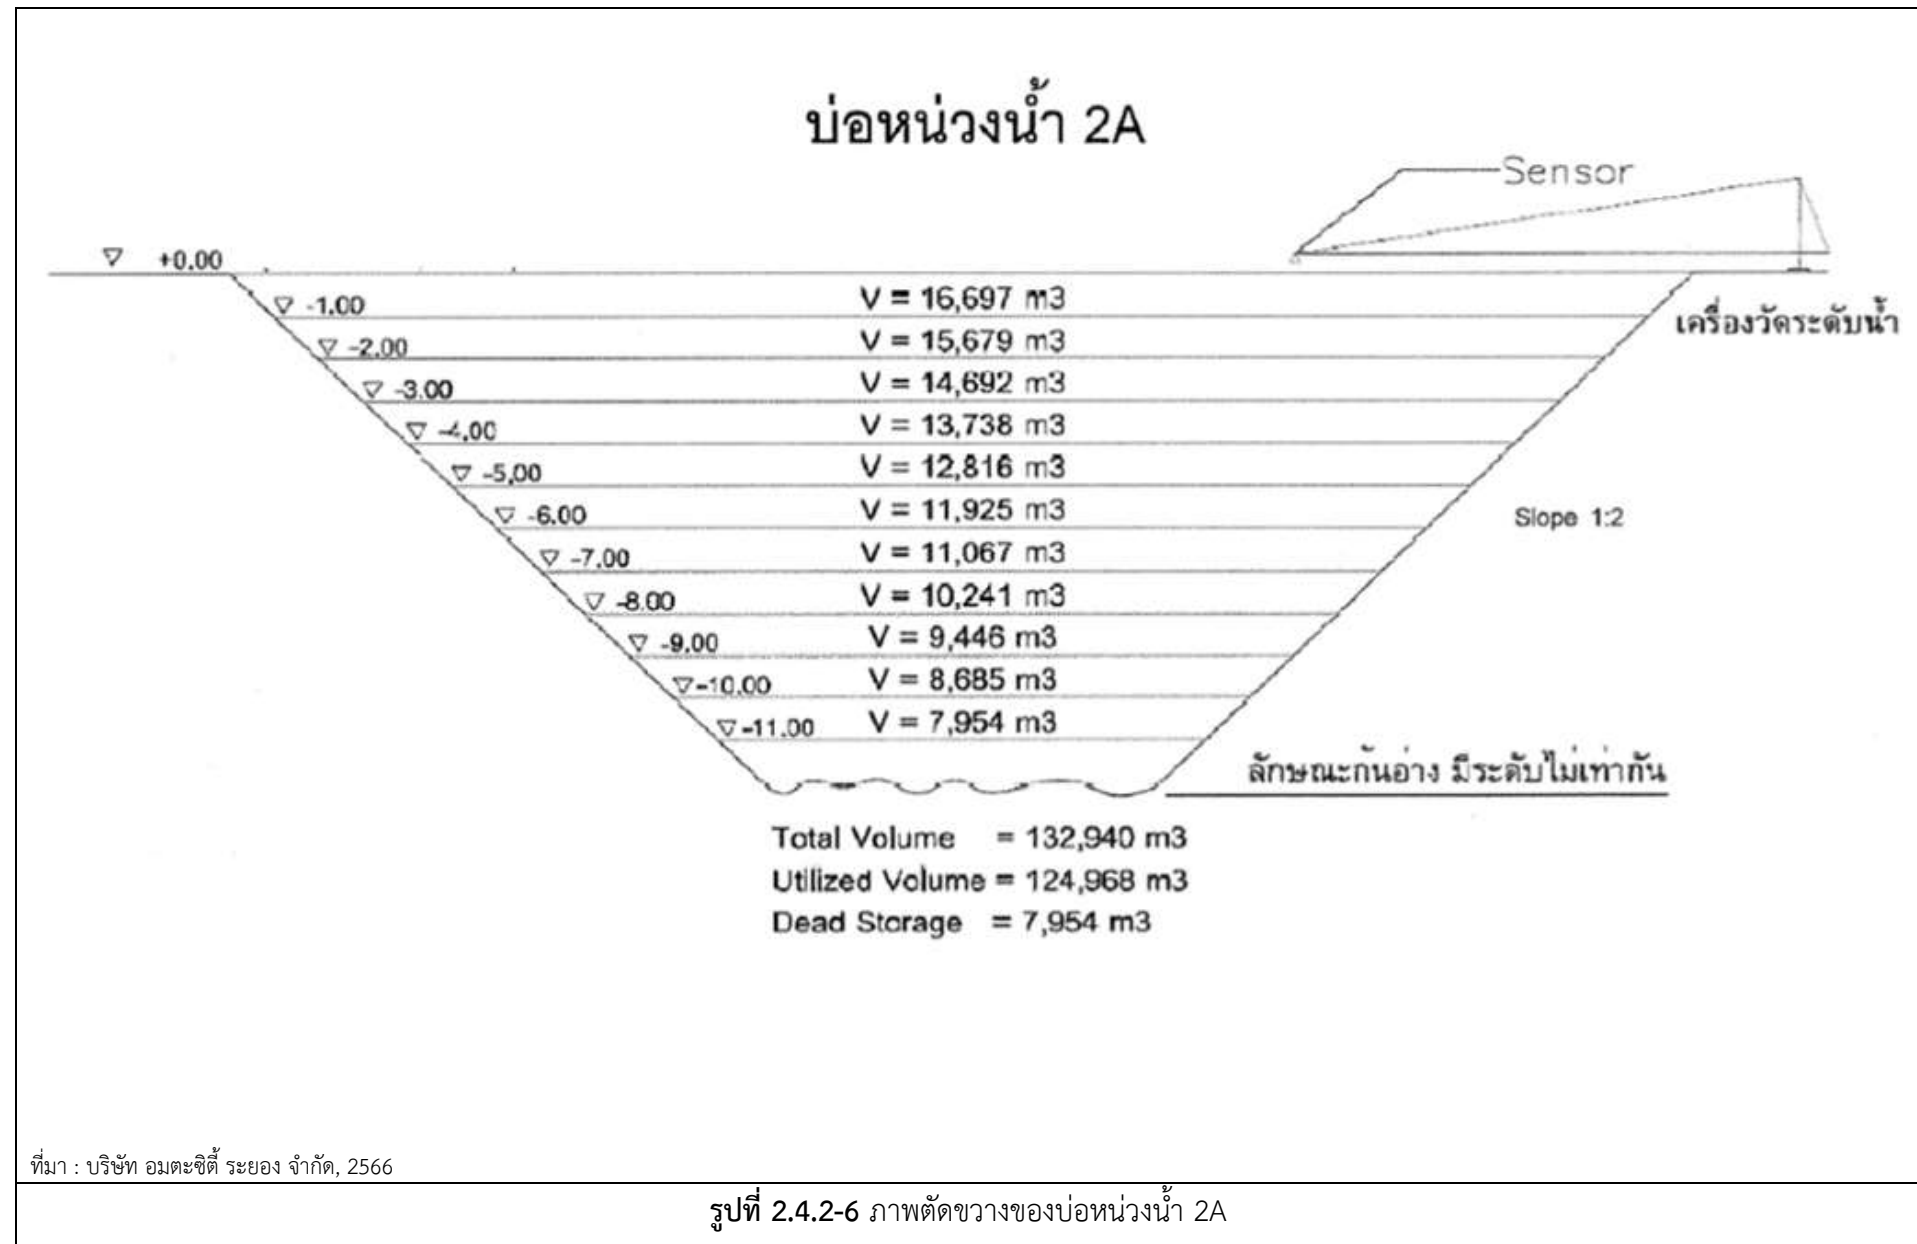 บ่อหน่วงน้ำ 2A
Sensor
+0.00
-1.00 V = 16,697 m3
เครื่องวัดระดับน้ำ
-2.00 V = 15,679 m3
-3.00 V = 14,692 m3
-4.00 V = 13,738 m3
-5.00 V = 12,816 m3
-6.00 V = 11,925 m3
Slope 1:2
-7.00 V = 11,067 m3
-8.00 V = 10,241 m3
-9.00 V = 9,446 m3
-10.00 V = 8,685 m3
-11.00 V = 7,954 m3
ลักษณะก้นอ่าง มีระดับไม่เท่ากัน
Total Volume = 132,940 m3
Utilized Volume = 124,968 m3
Dead Storage = 7,954 m3
ที่มา : บริษัท อมตะซิตี้ ระยอง จำกัด, 2566
รูปที่ 2.4.2-6 ภาพตัดขวางของบ่อหน่วงน้ำ 2A